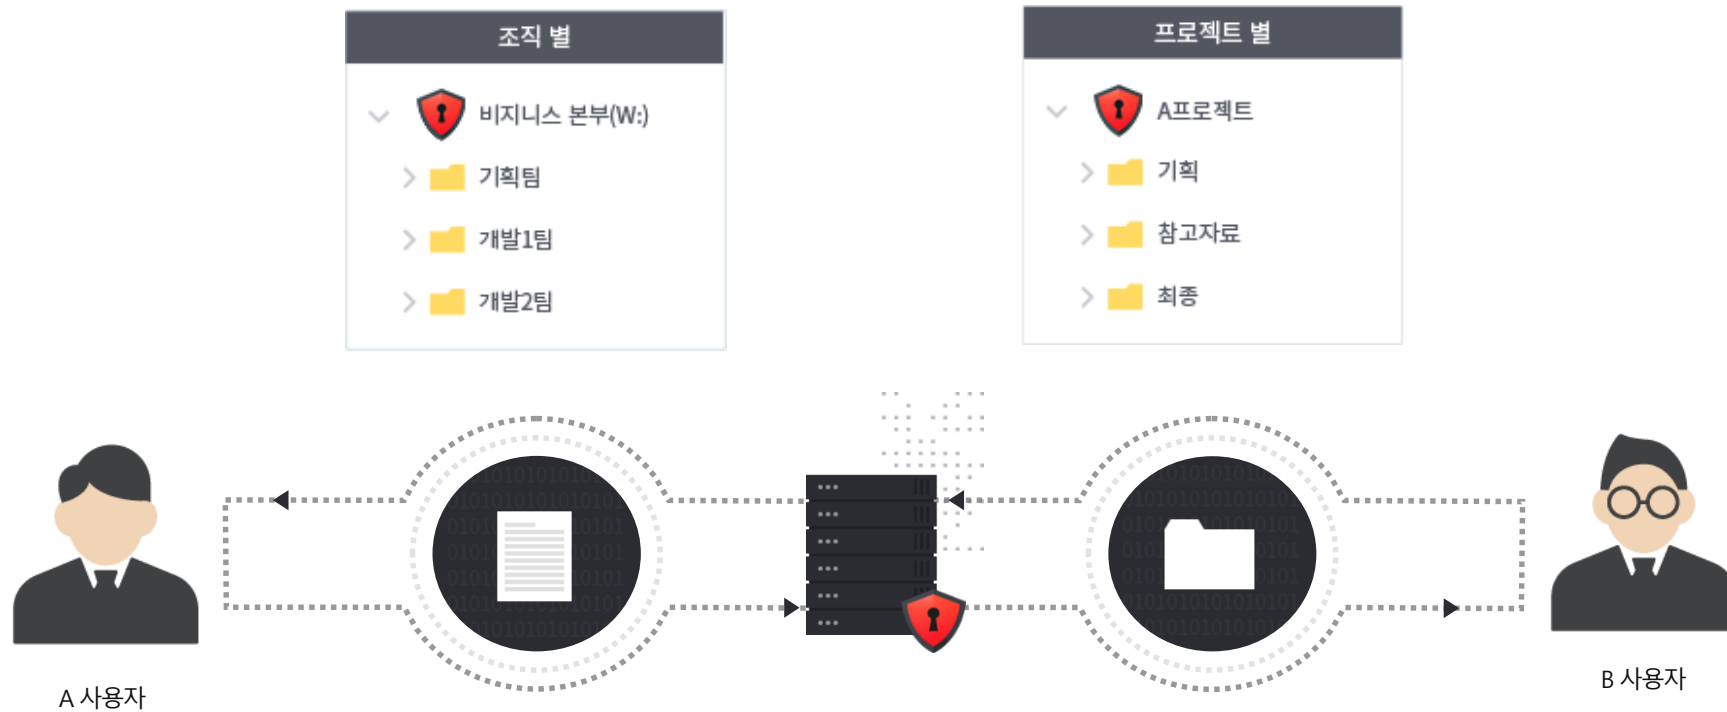 조직 별
비지니스 본부(W:)
기획팀
개발1팀
개발2팀
프로젝트 별
A프로젝트
기획
참고자료
최종
A 사용자
B 사용자